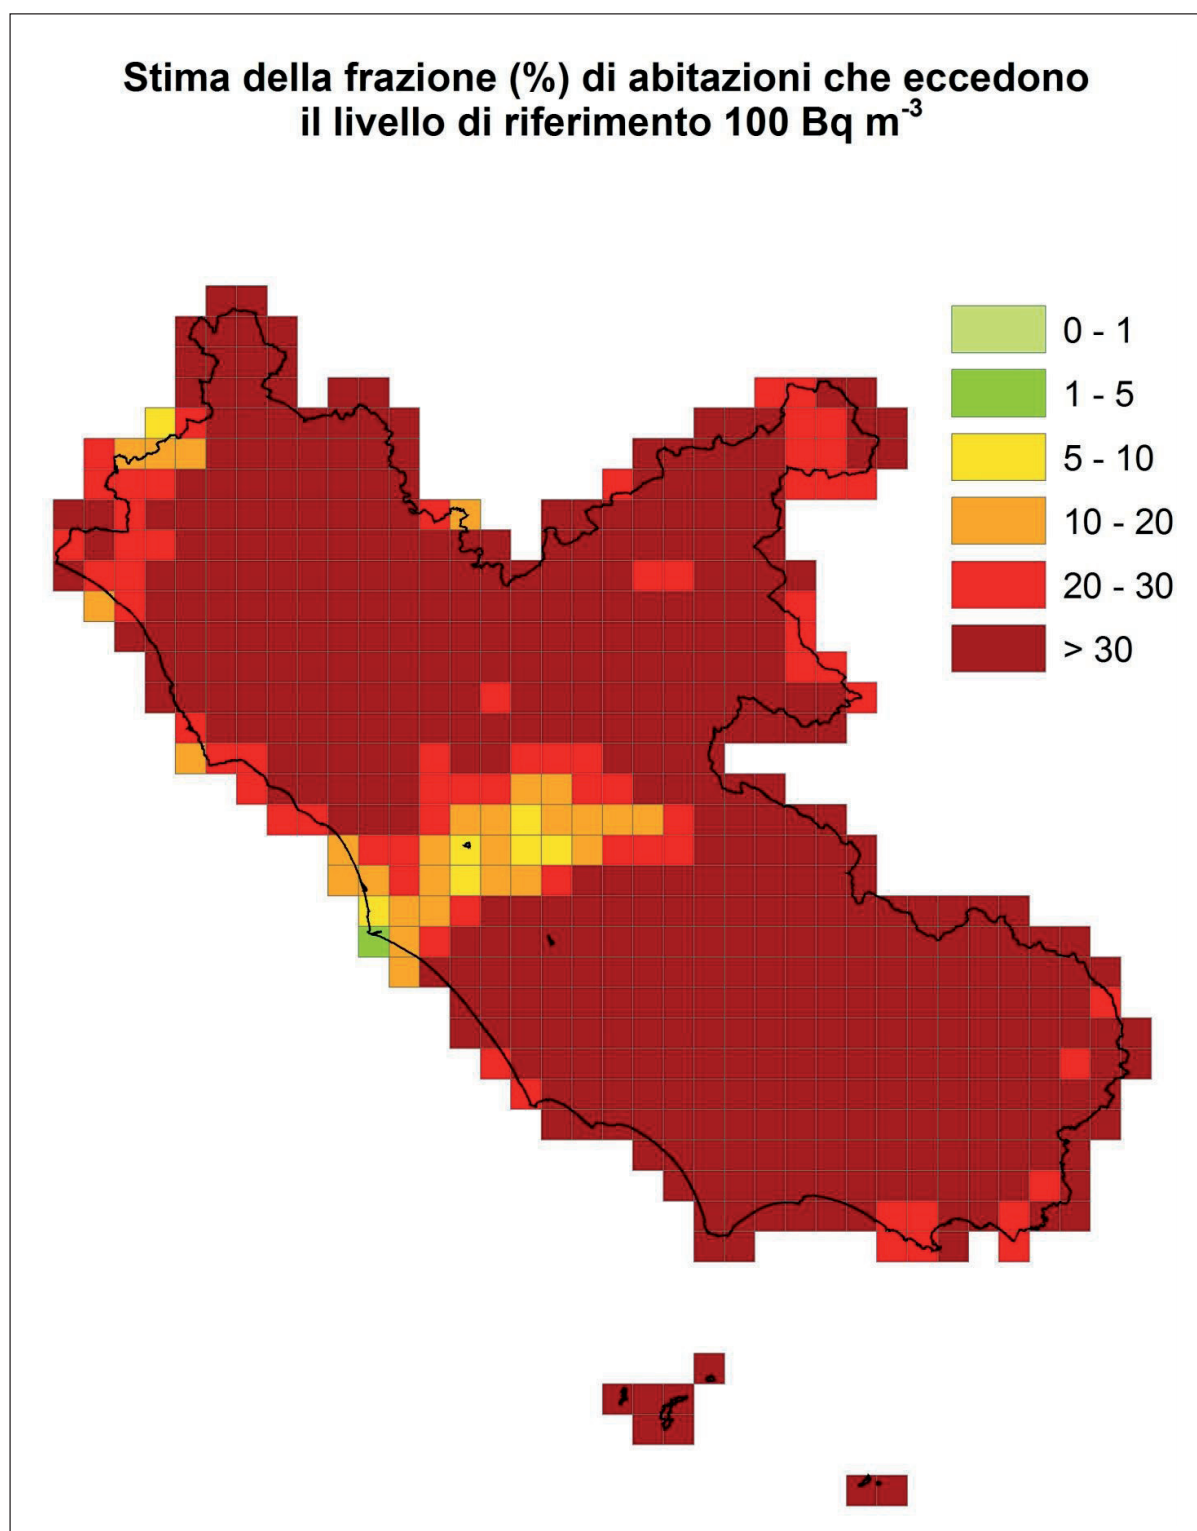 Stima della frazione (%) di abitazioni che eccedono
il livello di riferimento 100 Bq m⁻³
0 - 1
1 - 5
5 - 10
10 - 20
20 - 30
> 30